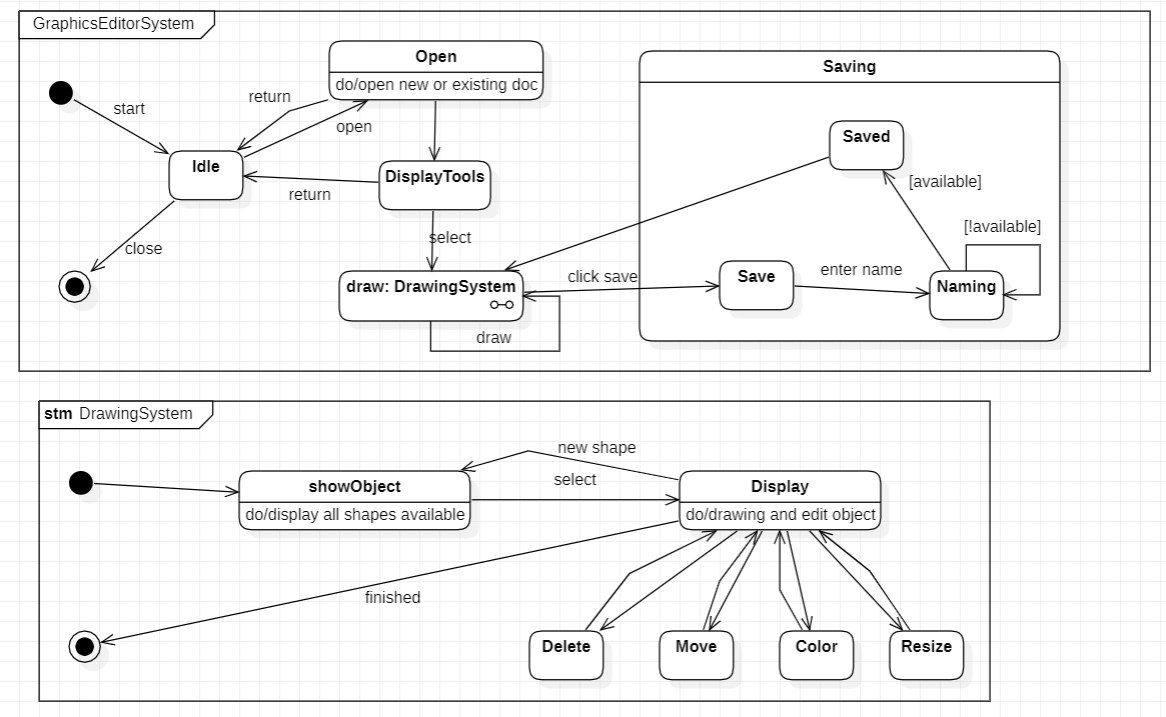 GraphicsEditorSystem
Open
do/open new or existing doc
Saving
start
return
open
Idle
DisplayTools
return
close
select
Saved
[available]
[!available]
draw: DrawingSystem
click save
Save
enter name
Naming
draw
stm DrawingSystem
new shape
showObject
do/display all shapes available
select
Display
do/drawing and edit object
finished
Delete
Move
Color
Resize